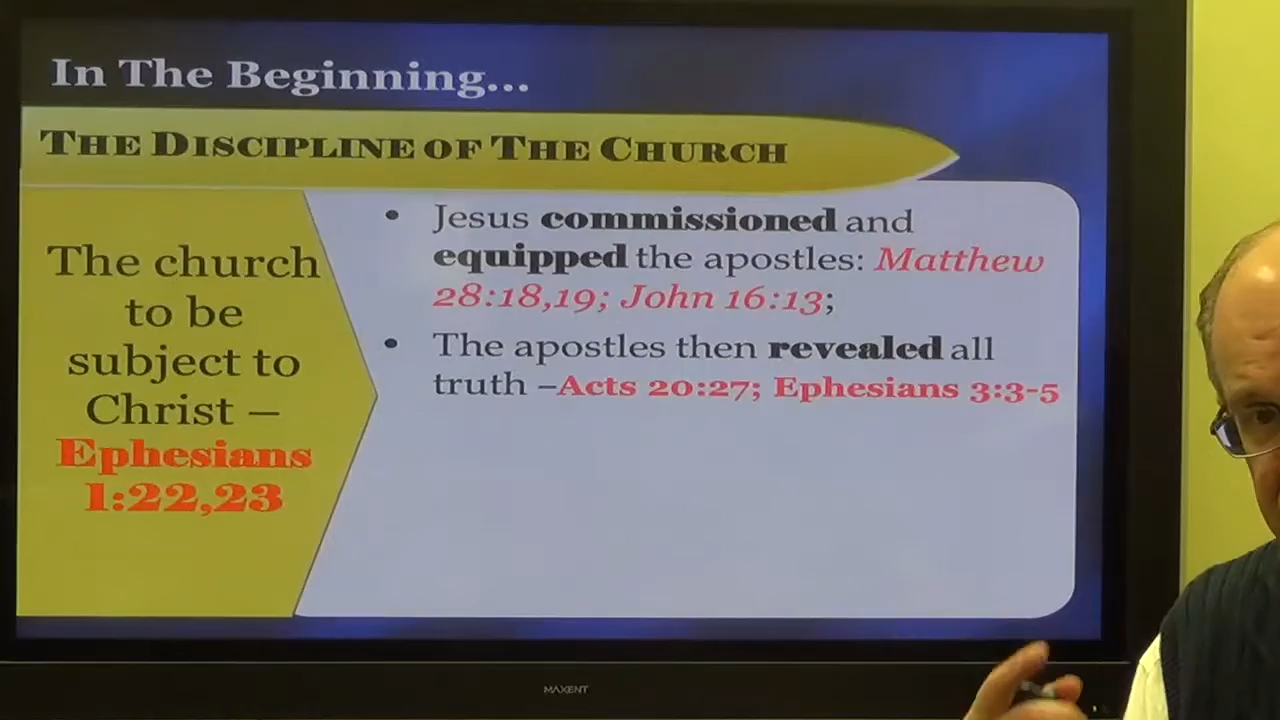 In The Beginning...
THE DISCIPLINE OF THE CHURCH
The church
to be
subject to
Christ –
Ephesians
1:22,23
• Jesus commissioned and
equipped the apostles: Matthew
28:18,19; John 16:13;
• The apostles then revealed all
truth –Acts 20:27; Ephesians 3:3-5
MAXENT